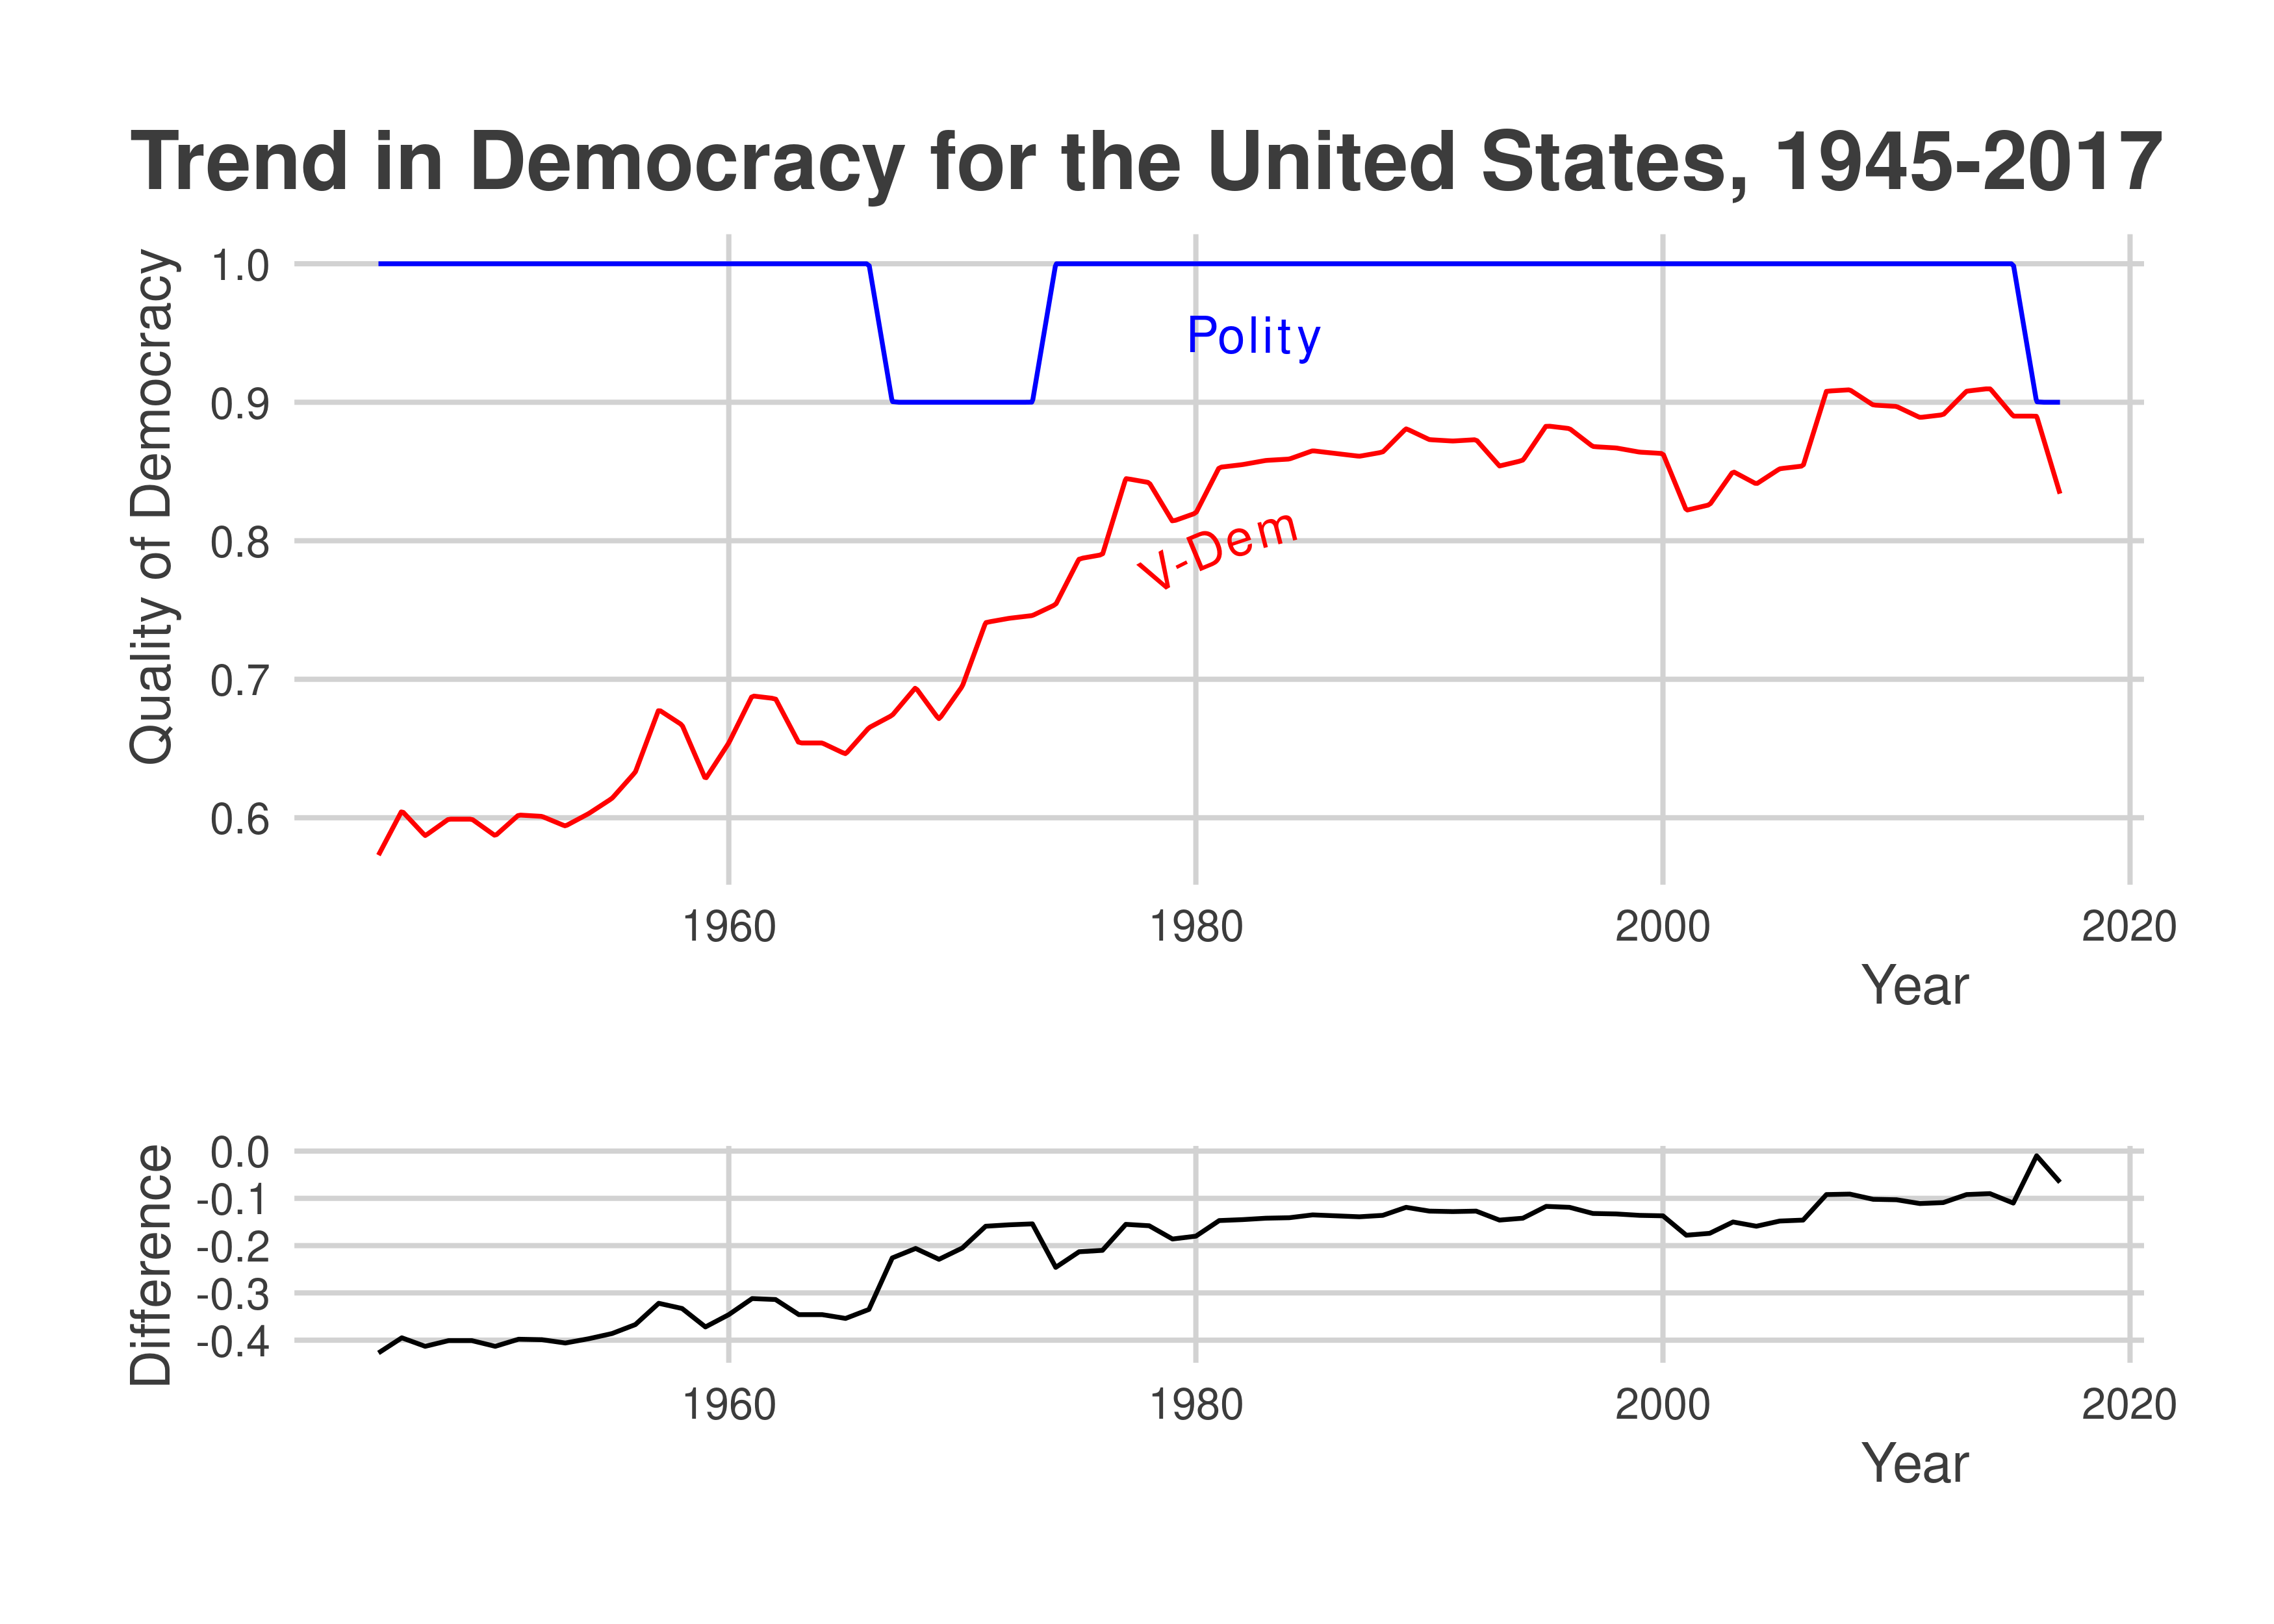 Trend in Democracy for the United States, 1945-2017
Quality of Democracy
1.0
0.9
0.8
0.7
0.6
Polity
V-Dem
1960 1980 2000 2020
Year
Difference
0.0
-0.1
-0.2
-0.3
-0.4
1960 1980 2000 2020
Year